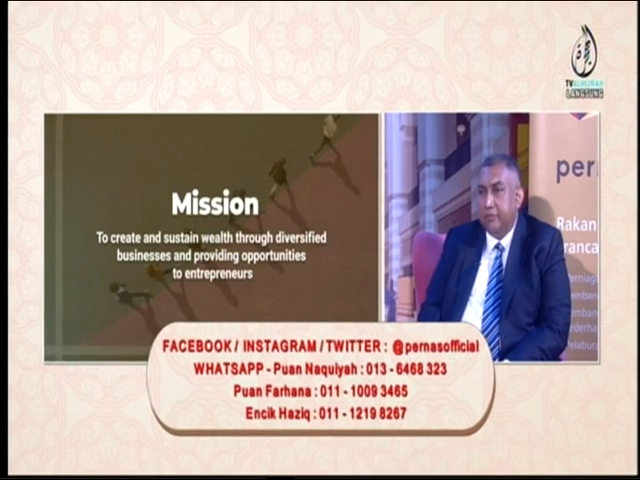 TV ALHIJRAH
LANGSUNG
Mission
To create and sustain wealth through diversified
businesses and providing opportunities
to entrepreneurs
Rakan
FACEBOOK / INSTAGRAM / TWITTER : @pernasofficial
WHATSAPP - Puan Naquiyah : 013 - 6468 323
Puan Farhana : 011 - 1009 3465
Encik Haziq : 011 - 1219 8267